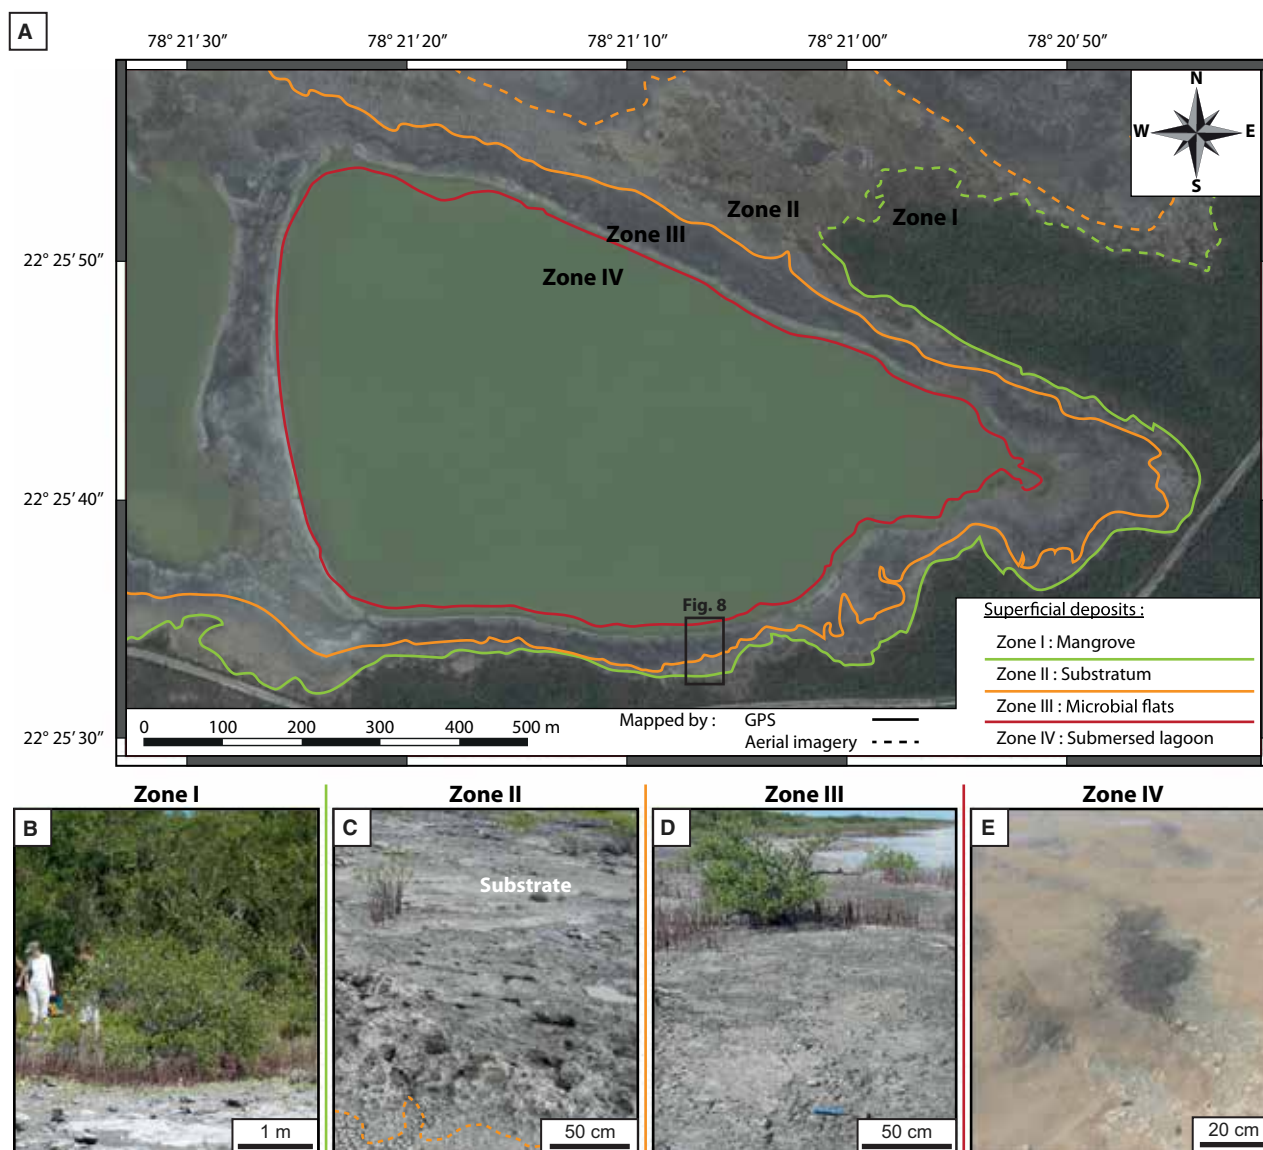 A
78° 21′ 30″
78° 21′ 20″
78° 21′ 10″
78° 21′ 00″
78° 20′ 50″
N
W
E
S
22° 25′ 50″
22° 25′ 40″
22° 25′ 30″
Zone II
Zone I
Zone III
Zone IV
Fig. 8
Superficial deposits :
Zone I : Mangrove
Zone II : Substratum
Zone III : Microbial flats
Zone IV : Submersed lagoon
0 100 200 300 400 500 m
Mapped by : GPS
Aerial imagery
Zone I
Zone II
Zone III
Zone IV
B
1 m
C
Substrate
50 cm
D
50 cm
E
20 cm